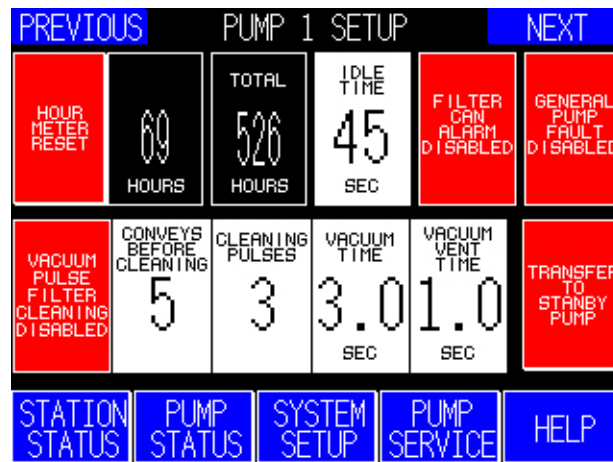 PREVIOUS PUMP 1 SETUP NEXT
HOUR
METER
RESET
69
HOURS
TOTAL
526
HOURS
IDLE
TIME
45
SEC
FILTER
CAN
ALARM
DISABLED
GENERAL
PUMP
FAULT
DISABLED
VACUUM
PULSE
FILTER
CLEANING
DISABLED
CONVEYS
BEFORE
CLEANING
5
CLEANING
PULSES
3
VACUUM
TIME
3.0
SEC
VACUUM
VENT
TIME
1.0
SEC
TRANSFER
TO
STANBY
PUMP
STATION
STATUS
PUMP
STATUS
SYSTEM
SETUP
PUMP
SERVICE
HELP